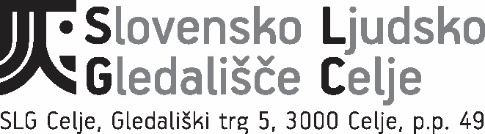 Slovensko Ljudsko
Gledališče Celje
SLG Celje, Gledališki trg 5, 3000 Celje, p.p. 49